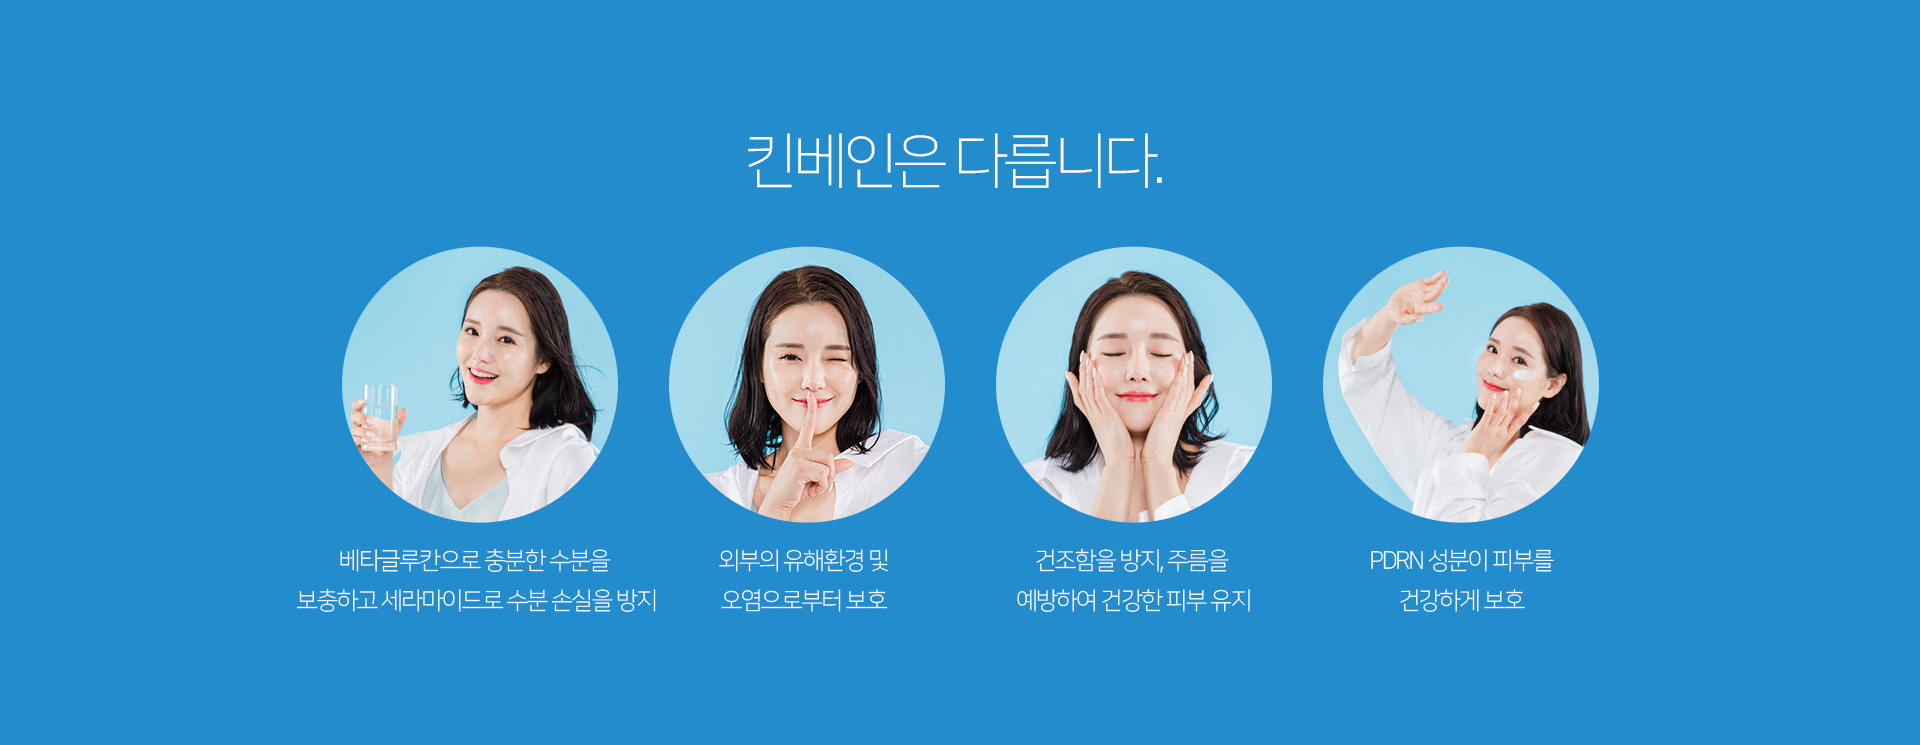 킨베인은 다릅니다.
베타글루칸으로 충분한 수분을
보충하고 세라마이드로 수분 손실을 방지
외부의 유해환경 및
오염으로부터 보호
건조함을 방지, 주름을
예방하여 건강한 피부 유지
PDRN 성분이 피부를
건강하게 보호